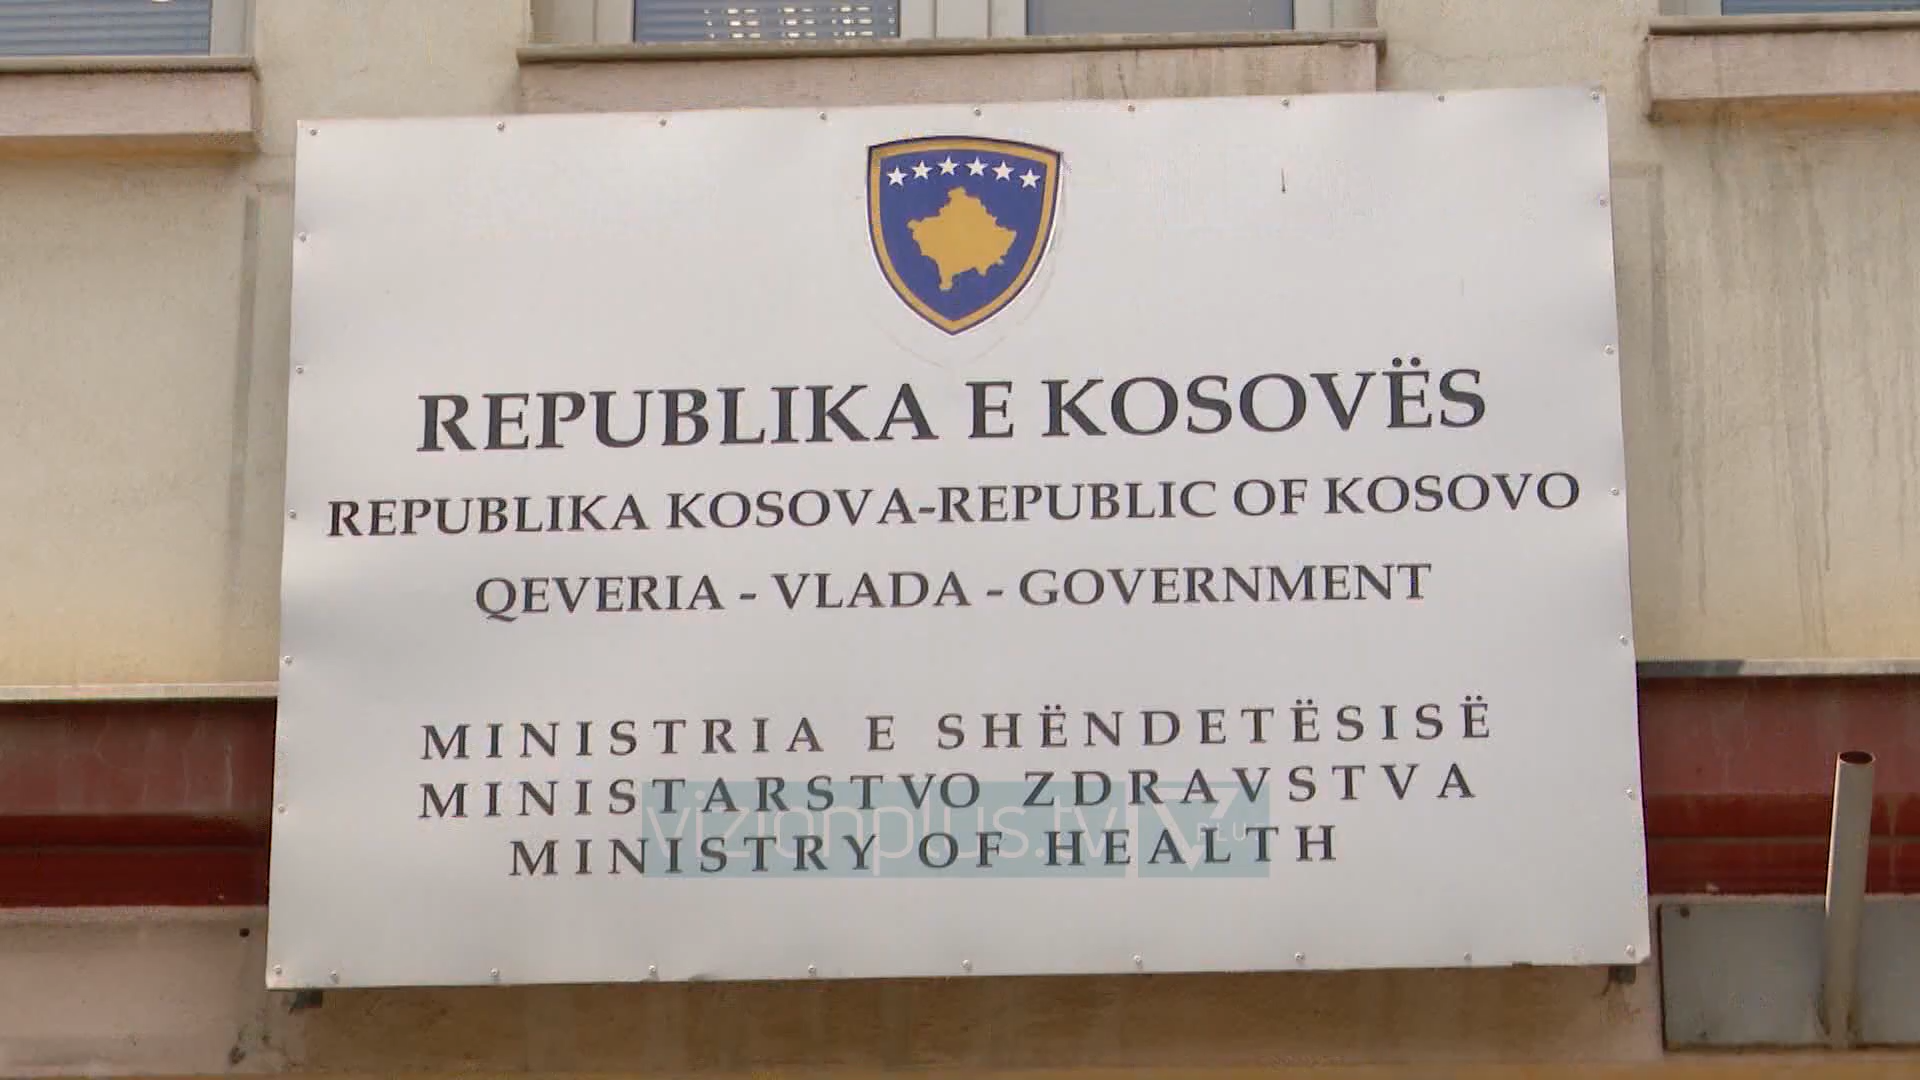 REPUBLIKA E KOSOVËS
REPUBLIKA KOSOVA-REPUBLIC OF KOSOVO
QEVERIA - VLADA - GOVERNMENT
MINISTRIA E SHËNDETËSISË
MINISTARSTVO ZDRAVSTVA
MINISTRY OF HEALTH
vizionplus.tv
PLUS